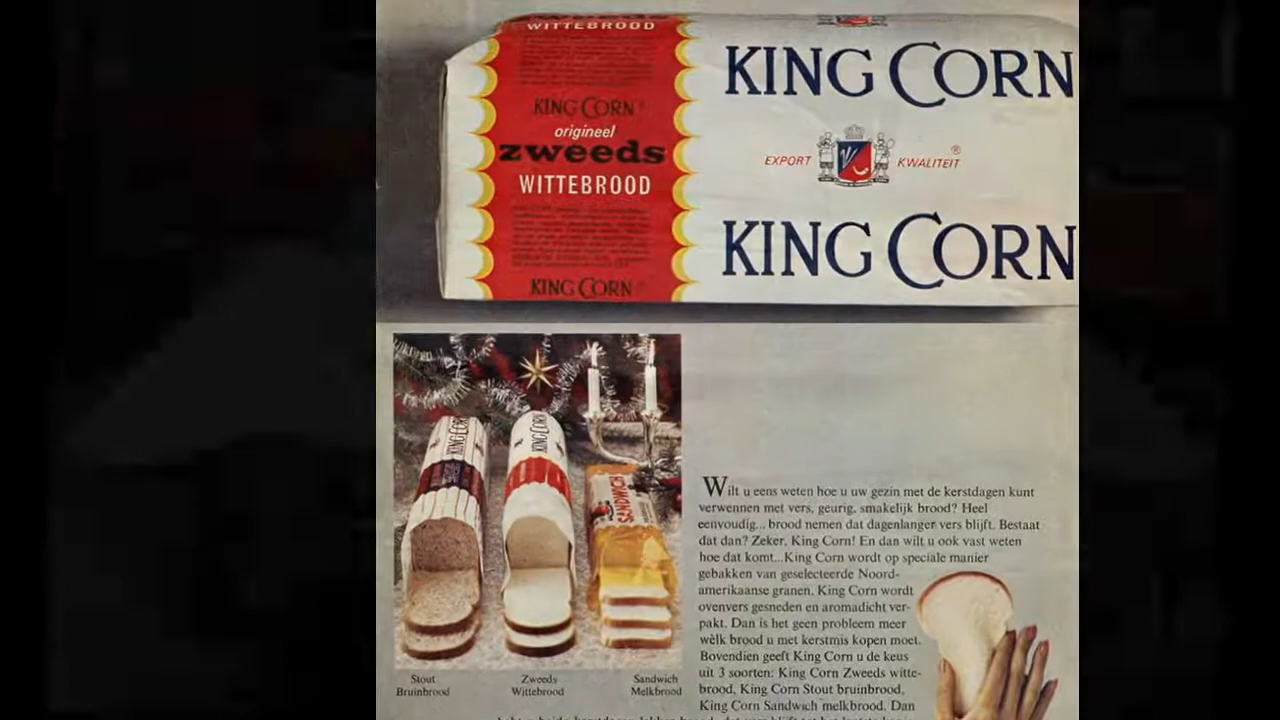 WITTEBROOD
KING CORN
origineel
zweeds
WITTEBROOD
KING CORN
KING CORN
EXPORT KWALITEIT ®
KING CORN
KING CORN
KING CORN
SANDWICH
Stout
Bruinbrood
Zweeds
Wittebrood
Sandwich
Melkbrood
Wilt u eens weten hoe u uw gezin met de kerstdagen kunt
verwennen met vers, geurig, smakelijk brood? Heel
eenvoudig... brood nemen dat dagenlanger vers blijft. Bestaat
dat dan? Zeker, King Corn! En dan wilt u ook vast weten
hoe dat komt...King Corn wordt op speciale manier
gebakken van geselecteerde Noord-
amerikaanse granen. King Corn wordt
ovenvers gesneden en aromadicht ver-
pakt. Dan is het geen probleem meer
wèlk brood u met kerstmis kopen moet.
Bovendien geeft King Corn u de keus
uit 3 soorten: King Corn Zweeds witte-
brood, King Corn Stout bruinbrood,
King Corn Sandwich melkbrood. Dan